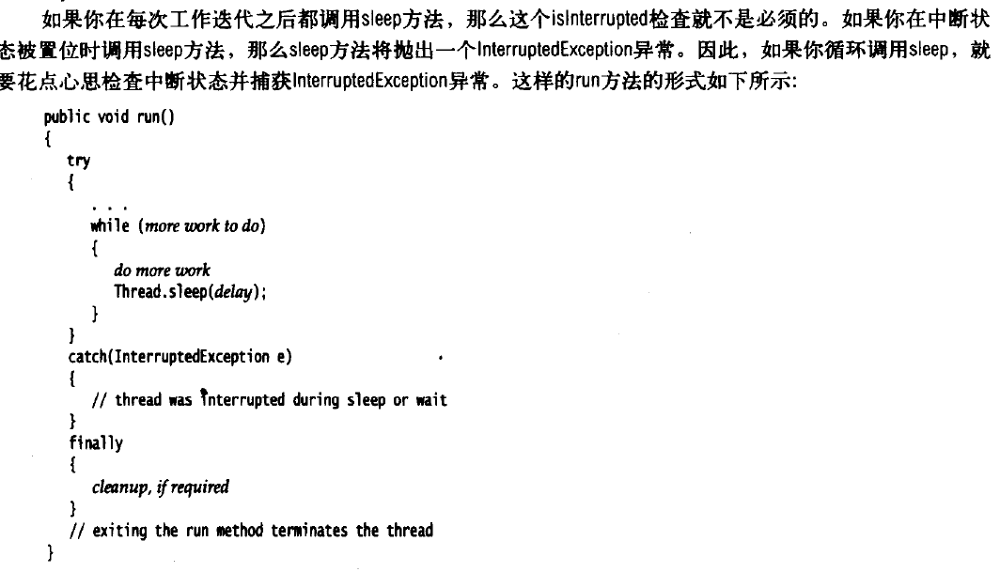 如果你在每次工作迭代之后都调用sleep方法，那么这个isInterrupted检查就不是必须的。如果你在中断状
态被置位时调用sleep方法，那么sleep方法将抛出一个InterruptedException异常。因此，如果你循环调用sleep，就
要花点心思检查中断状态并捕获InterruptedException异常。这样的run方法的形式如下所示:
public void run()
{
try
{
. . .
while (more work to do)
{
do more work
Thread.sleep(delay);
}
}
catch(InterruptedException e)
{
// thread was interrupted during sleep or wait
}
finally
{
cleanup, if required
}
// exiting the run method terminates the thread
}